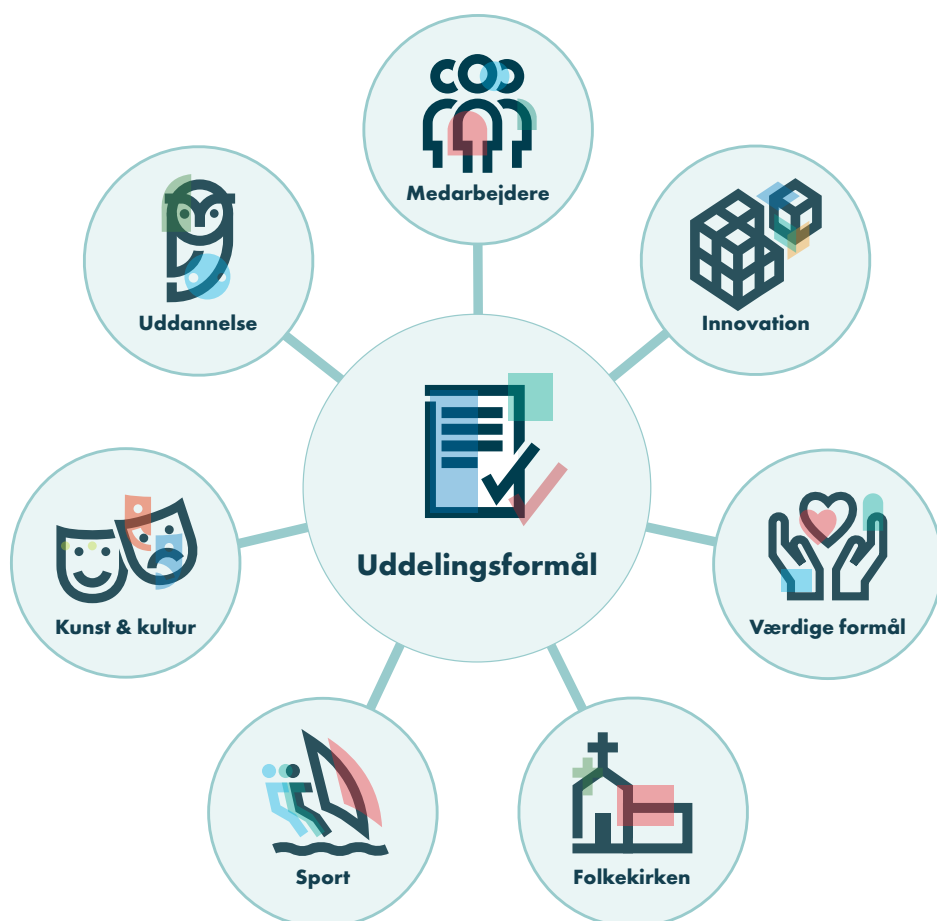 Medarbejdere
Uddannelse
Innovation
Uddelingsformål
Kunst & kultur
Værdige formål
Sport
Folkekirken